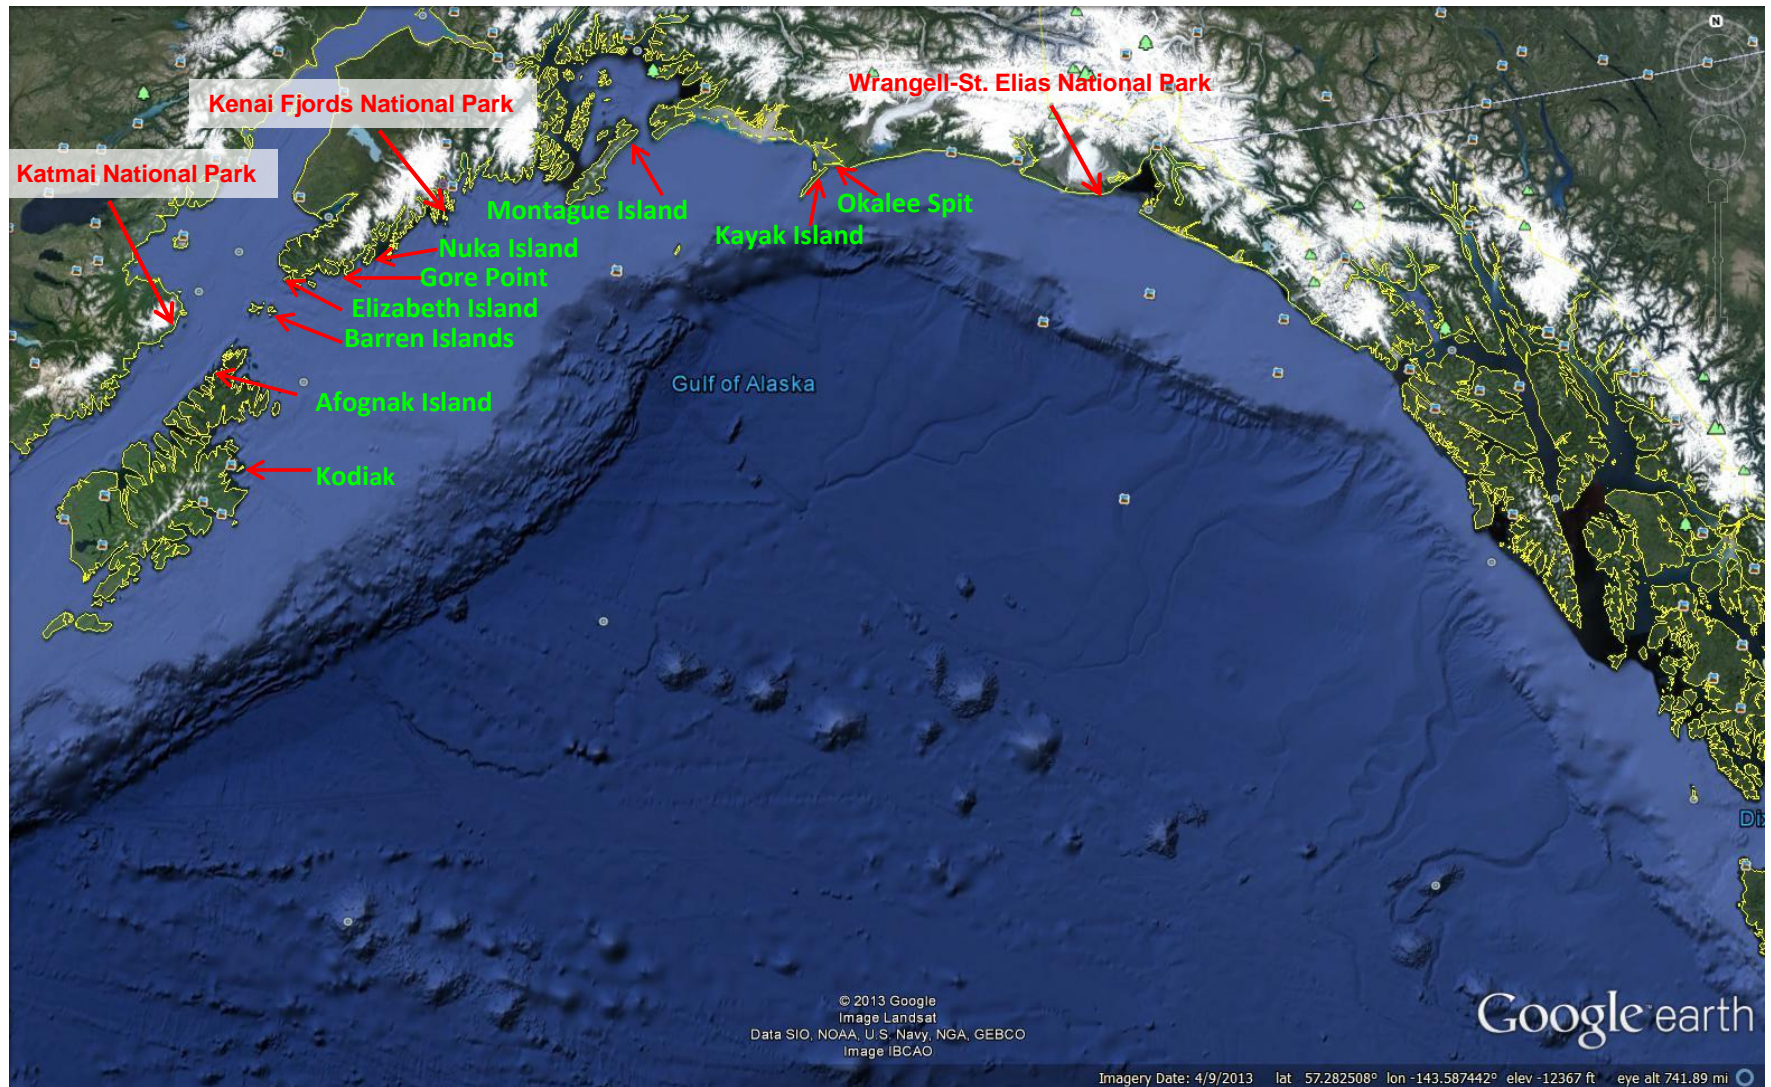 N
Wrangell-St. Elias National Park
Kenai Fjords National Park
Katmai National Park
Montague Island
Okalee Spit
Kayak Island
Nuka Island
Gore Point
Elizabeth Island
Barren Islands
Gulf of Alaska
Afognak Island
Kodiak
Di
© 2013 Google
Image Landsat
Data SIO, NOAA, U.S. Navy, NGA, GEBCO
Image IBCAO
Google earth
Imagery Date: 4/9/2013 lat 57.282508° lon -143.587442° elev -12367 ft eye alt 741.89 mi